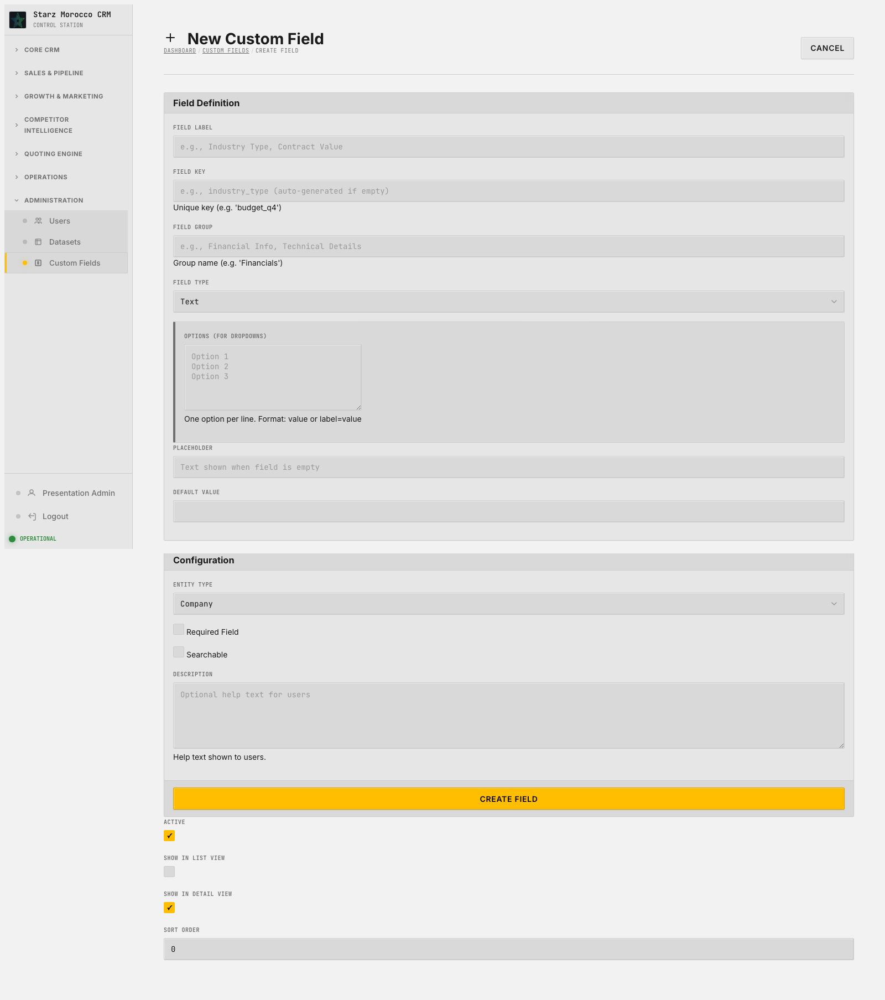 Starz Morocco CRM
CONTROL STATION
CORE CRM
SALES & PIPELINE
GROWTH & MARKETING
COMPETITOR
INTELLIGENCE
QUOTING ENGINE
OPERATIONS
ADMINISTRATION
Users
Datasets
Custom Fields
Presentation Admin
Logout
OPERATIONAL
New Custom Field
DASHBOARD / CUSTOM FIELDS / CREATE FIELD
CANCEL
Field Definition
FIELD LABEL
e.g., Industry Type, Contract Value
FIELD KEY
e.g., industry_type (auto-generated if empty)
Unique key (e.g. 'budget_q4')
FIELD GROUP
e.g., Financial Info, Technical Details
Group name (e.g. 'Financials')
FIELD TYPE
Text
OPTIONS (FOR DROPDOWNS)
Option 1
Option 2
Option 3
One option per line. Format: value or label=value
PLACEHOLDER
Text shown when field is empty
DEFAULT VALUE
Configuration
ENTITY TYPE
Company
Required Field
Searchable
DESCRIPTION
Optional help text for users
Help text shown to users.
CREATE FIELD
ACTIVE
SHOW IN LIST VIEW
SHOW IN DETAIL VIEW
SORT ORDER
0